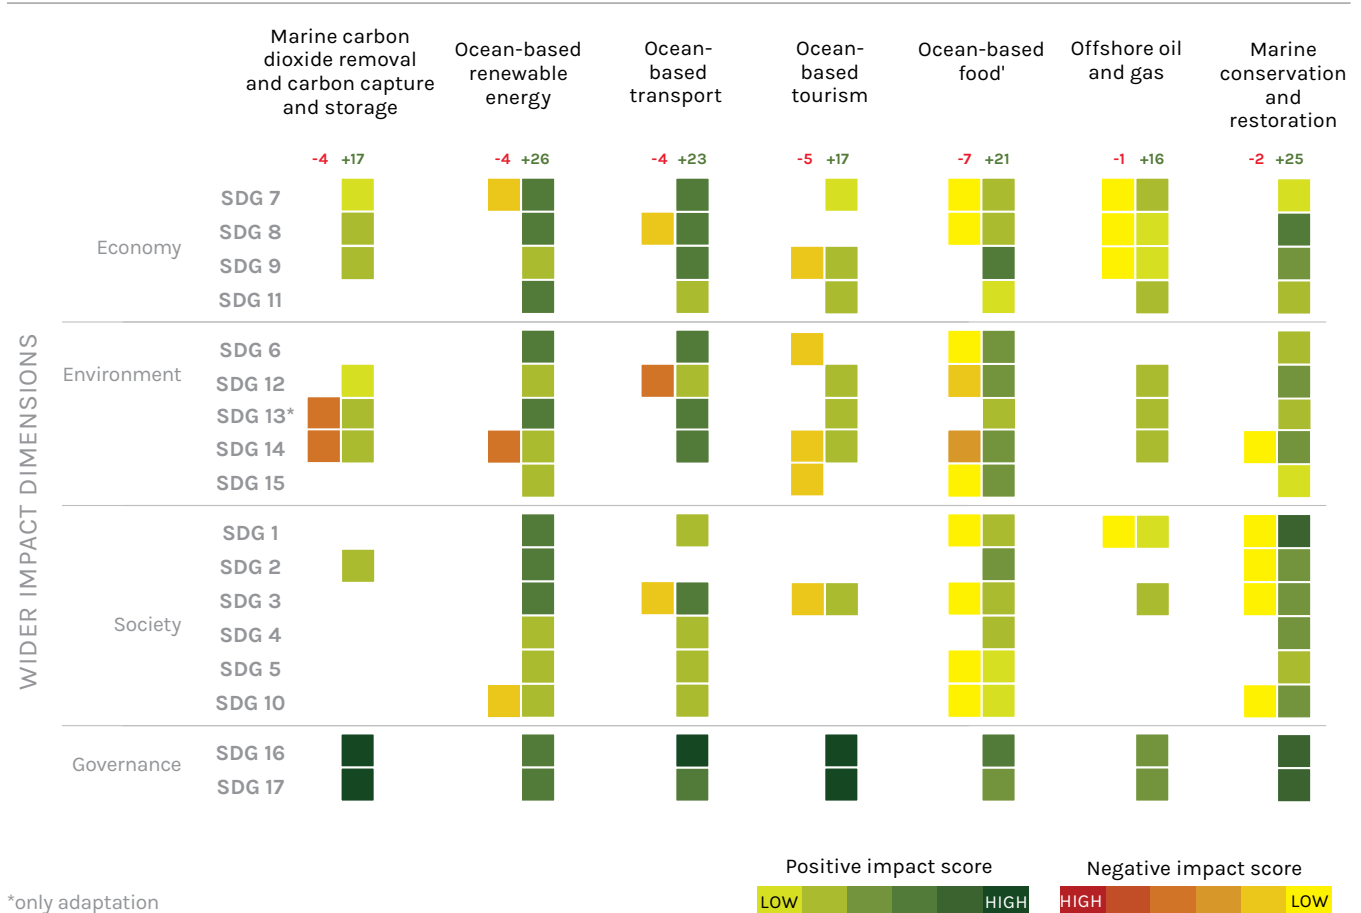 Marine carbon
dioxide removal
and carbon capture
and storage
Ocean-based
renewable
energy
Ocean-
based
transport
Ocean-
based
tourism
Ocean-based
food'
Offshore oil
and gas
Marine
conservation
and
restoration
-4 +17
-4 +26
-4 +23
-5 +17
-7 +21
-1 +16
-2 +25
WIDER IMPACT DIMENSIONS
Economy
SDG 7
SDG 8
SDG 9
SDG 11
Environment
SDG 6
SDG 12
SDG 13*
SDG 14
SDG 15
Society
SDG 1
SDG 2
SDG 3
SDG 4
SDG 5
SDG 10
Governance
SDG 16
SDG 17
Positive impact score
LOW HIGH
Negative impact score
HIGH LOW
*only adaptation